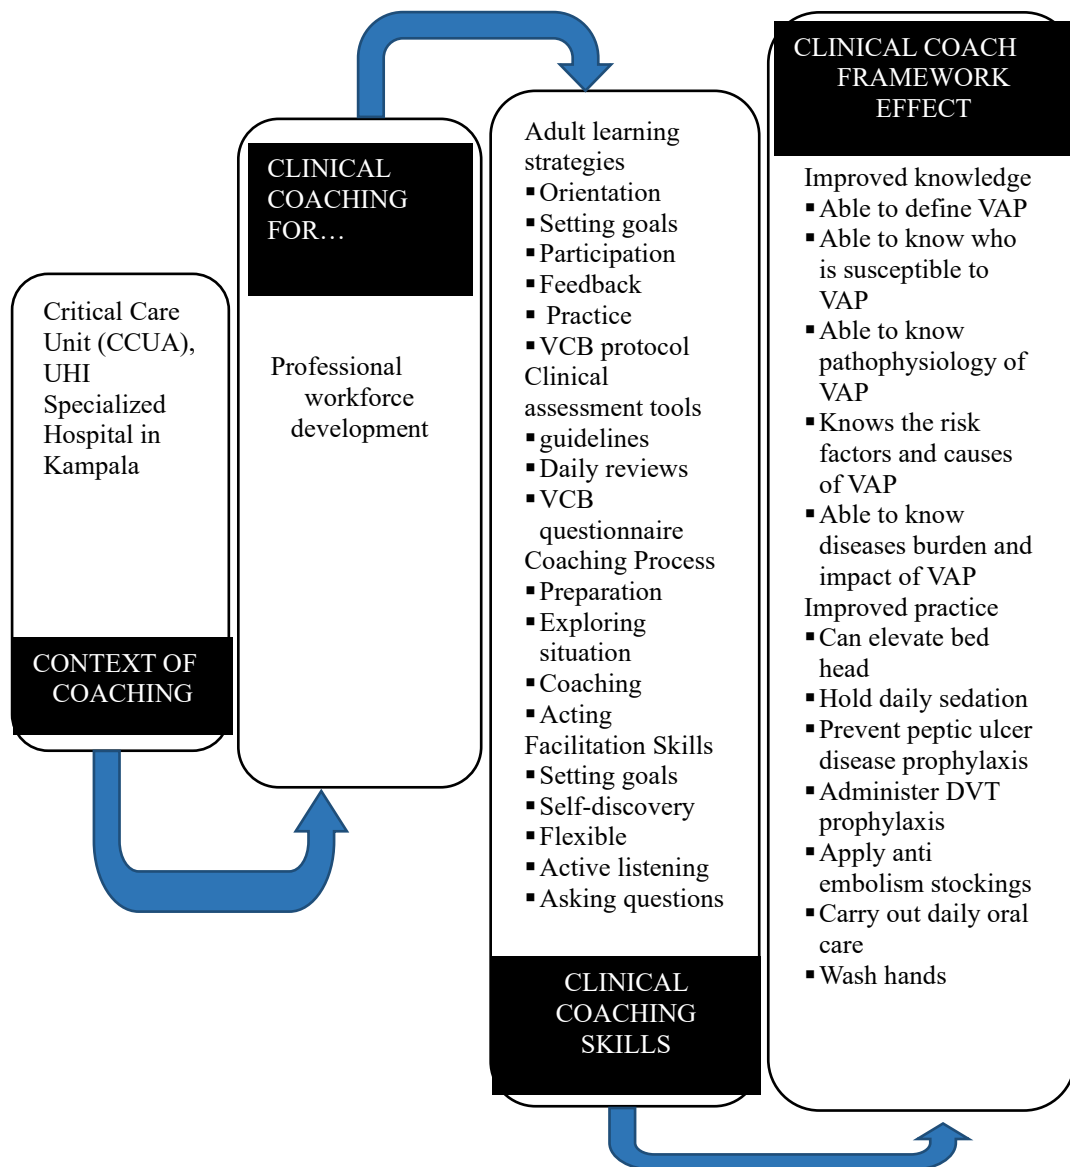 Critical Care
Unit (CCUA),
UHI
Specialized
Hospital in
Kampala
CONTEXT OF
COACHING
CLINICAL
COACHING
FOR…
Professional
workforce
development
Adult learning
strategies
▪Orientation
▪Setting goals
▪Participation
▪Feedback
▪ Practice
▪VCB protocol
Clinical
assessment tools
▪guidelines
▪Daily reviews
▪VCB
questionnaire
Coaching Process
▪Preparation
▪Exploring
situation
▪Coaching
▪Acting
Facilitation Skills
▪Setting goals
▪Self-discovery
▪Flexible
▪Active listening
▪Asking questions
CLINICAL
COACHING
SKILLS
CLINICAL COACH
FRAMEWORK
EFFECT
Improved knowledge
▪Able to define VAP
▪Able to know who
is susceptible to
VAP
▪Able to know
pathophysiology of
VAP
▪Knows the risk
factors and causes
of VAP
▪Able to know
diseases burden and
impact of VAP
Improved practice
▪Can elevate bed
head
▪Hold daily sedation
▪Prevent peptic ulcer
disease prophylaxis
▪Administer DVT
prophylaxis
▪Apply anti
embolism stockings
▪Carry out daily oral
care
▪Wash hands